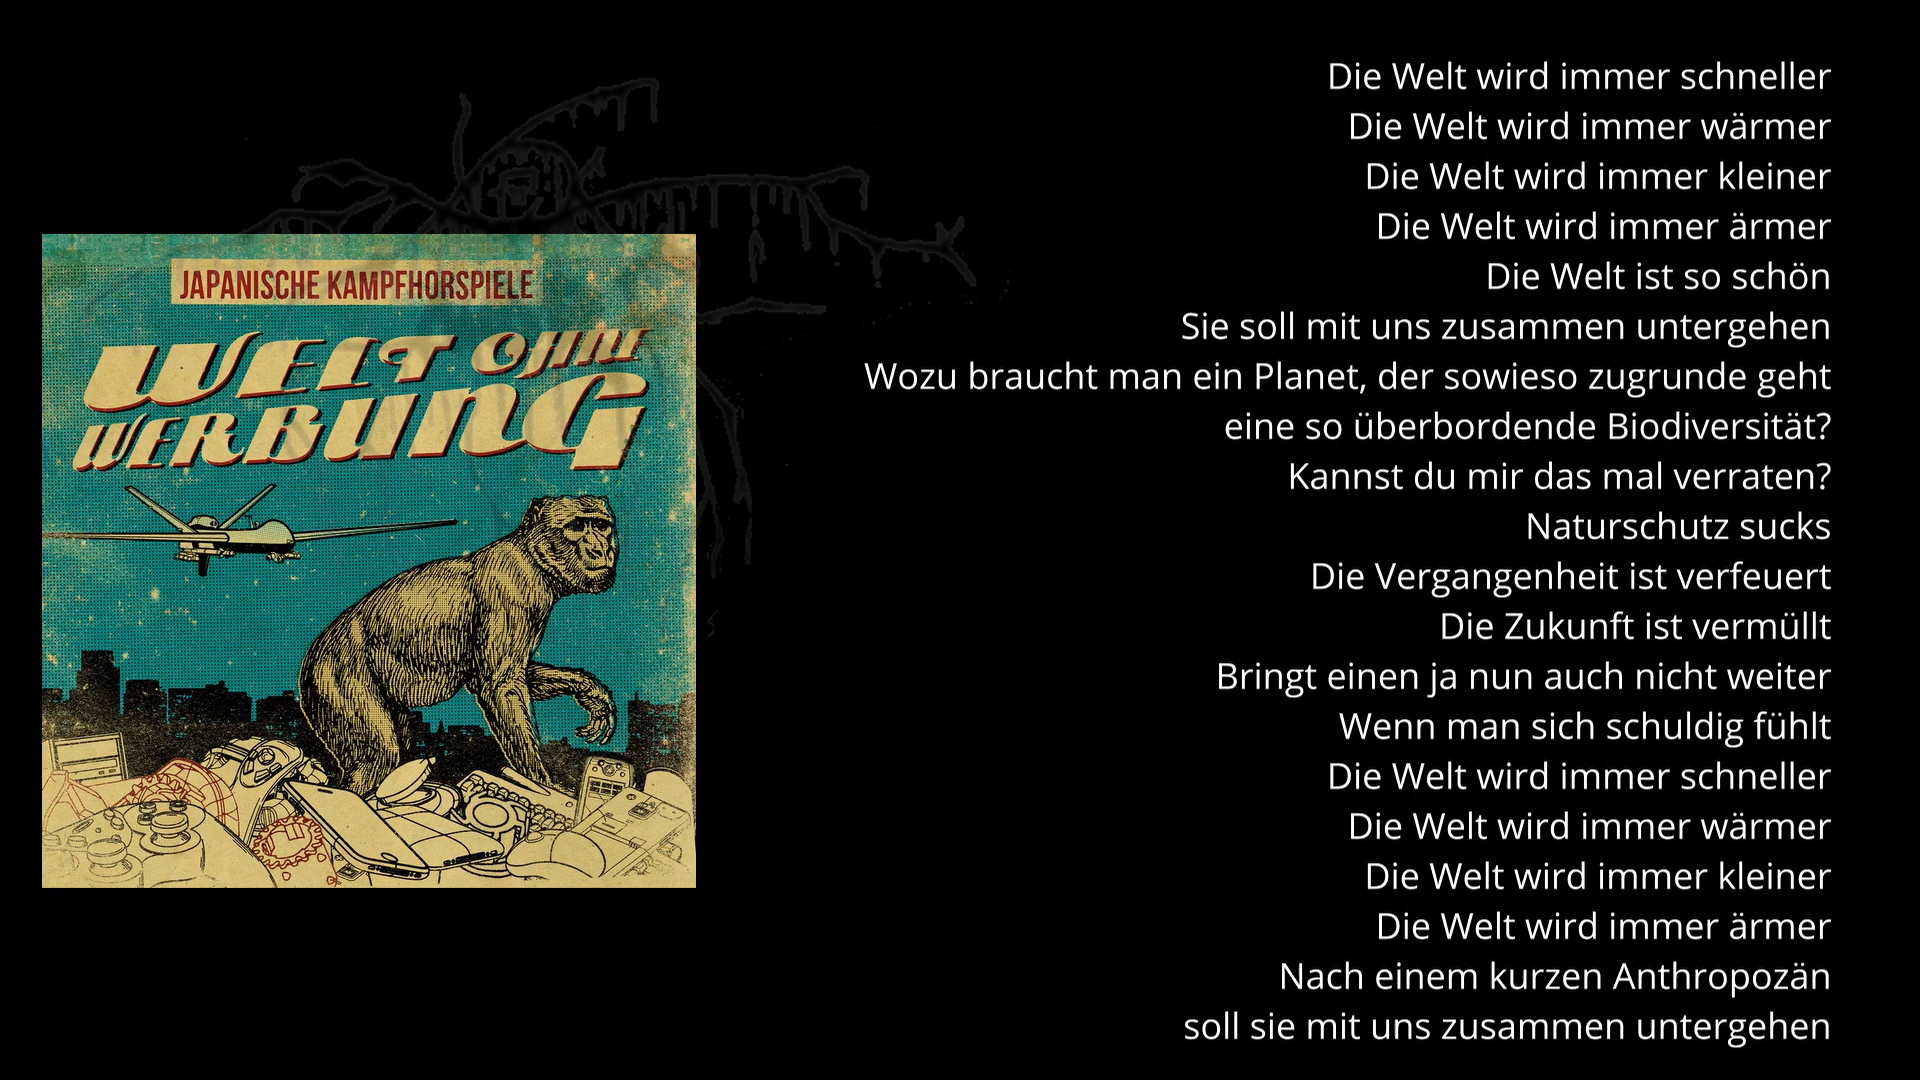 JAPANISCHE KAMPFHÖRSPIELE
WELT OHNE
WERBUNG
Die Welt wird immer schneller
Die Welt wird immer wärmer
Die Welt wird immer kleiner
Die Welt wird immer ärmer
Die Welt ist so schön
Sie soll mit uns zusammen untergehen
Wozu braucht man ein Planet, der sowieso zugrunde geht
eine so überbordende Biodiversität?
Kannst du mir das mal verraten?
Naturschutz sucks
Die Vergangenheit ist verfeuert
Die Zukunft ist vermüllt
Bringt einen ja nun auch nicht weiter
Wenn man sich schuldig fühlt
Die Welt wird immer schneller
Die Welt wird immer wärmer
Die Welt wird immer kleiner
Die Welt wird immer ärmer
Nach einem kurzen Anthropozän
soll sie mit uns zusammen untergehen